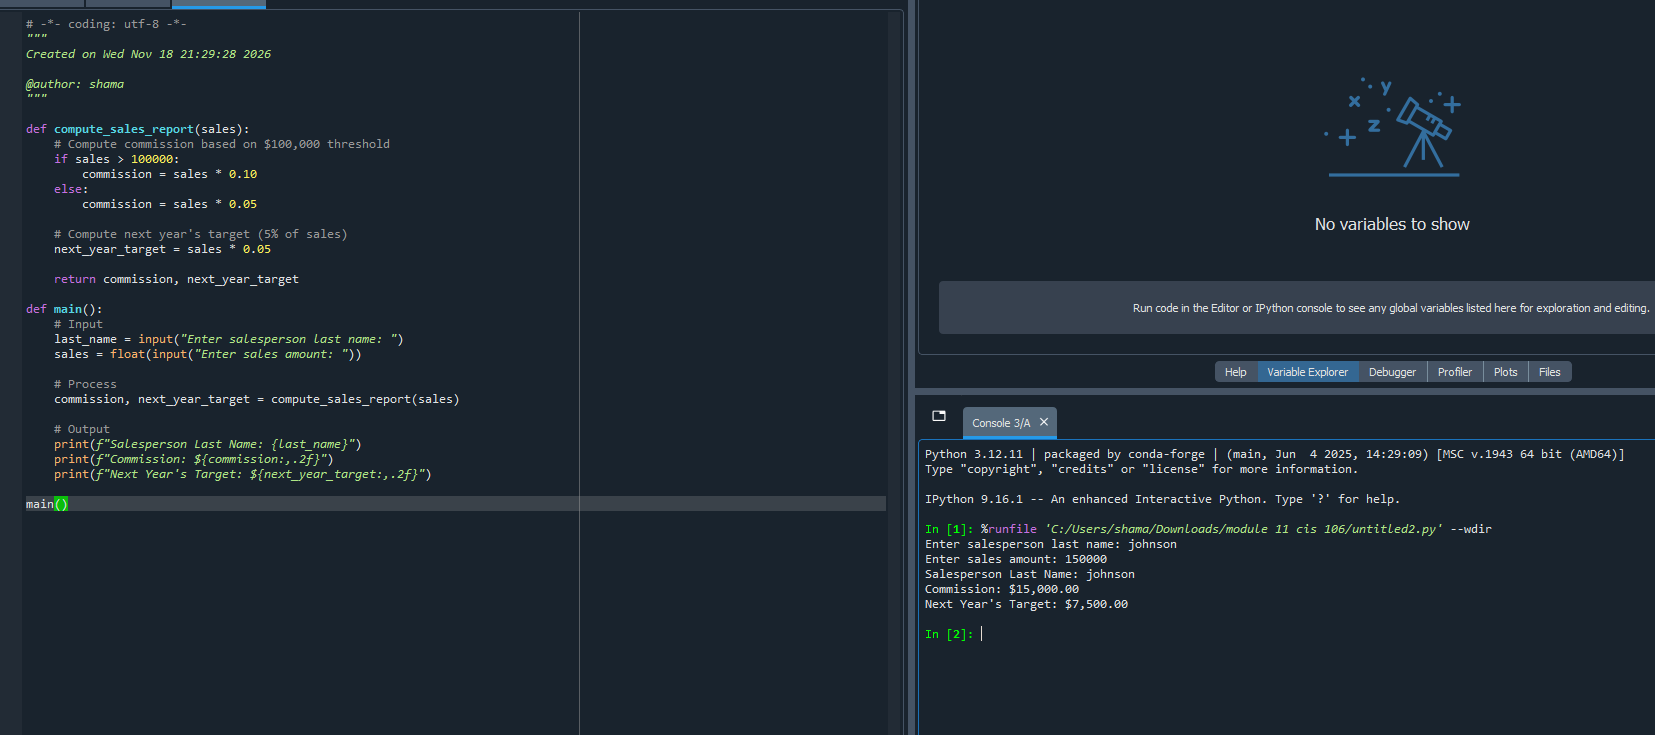 # -*- coding: utf-8 -*-
"""
Created on Wed Nov 18 21:29:28 2026

@author: shama
"""

def compute_sales_report(sales):
    # Compute commission based on $100,000 threshold
    if sales > 100000:
        commission = sales * 0.10
    else:
        commission = sales * 0.05

    # Compute next year's target (5% of sales)
    next_year_target = sales * 0.05

    return commission, next_year_target

def main():
    # Input
    last_name = input("Enter salesperson last name: ")
    sales = float(input("Enter sales amount: "))

    # Process
    commission, next_year_target = compute_sales_report(sales)

    # Output
    print(f"Salesperson Last Name: {last_name}")
    print(f"Commission: ${commission:,.2f}")
    print(f"Next Year's Target: ${next_year_target:,.2f}")

main()
x y z
No variables to show
Run code in the Editor or IPython console to see any global variables listed here for exploration and editing.
Help Variable Explorer Debugger Profiler Plots Files
Console 3/A
Python 3.12.11 | packaged by conda-forge | (main, Jun  4 2025, 14:29:09) [MSC v.1943 64 bit (AMD64)]
Type "copyright", "credits" or "license" for more information.

IPython 9.16.1 -- An enhanced Interactive Python. Type '?' for help.

In [1]: %runfile 'C:/Users/shama/Downloads/module 11 cis 106/untitled2.py' --wdir
Enter salesperson last name: johnson
Enter sales amount: 150000
Salesperson Last Name: johnson
Commission: $15,000.00
Next Year's Target: $7,500.00

In [2]: